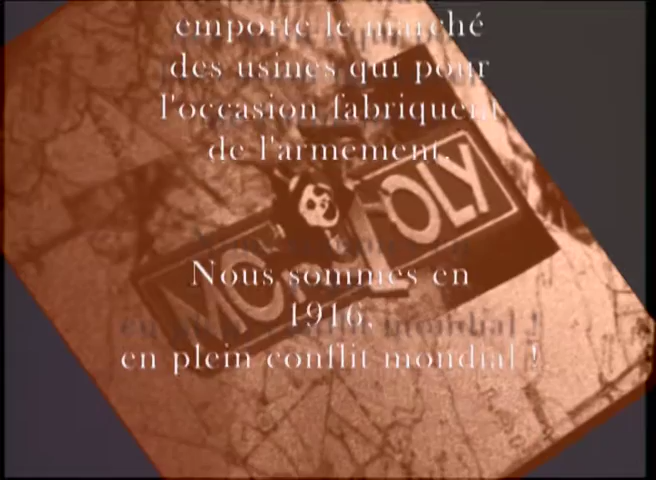 emporte le marché
des usines qui pour
l'occasion fabriquent
de l'armement.
MONOPOLY
Nous sommes en
1916,
en plein conflit mondial !